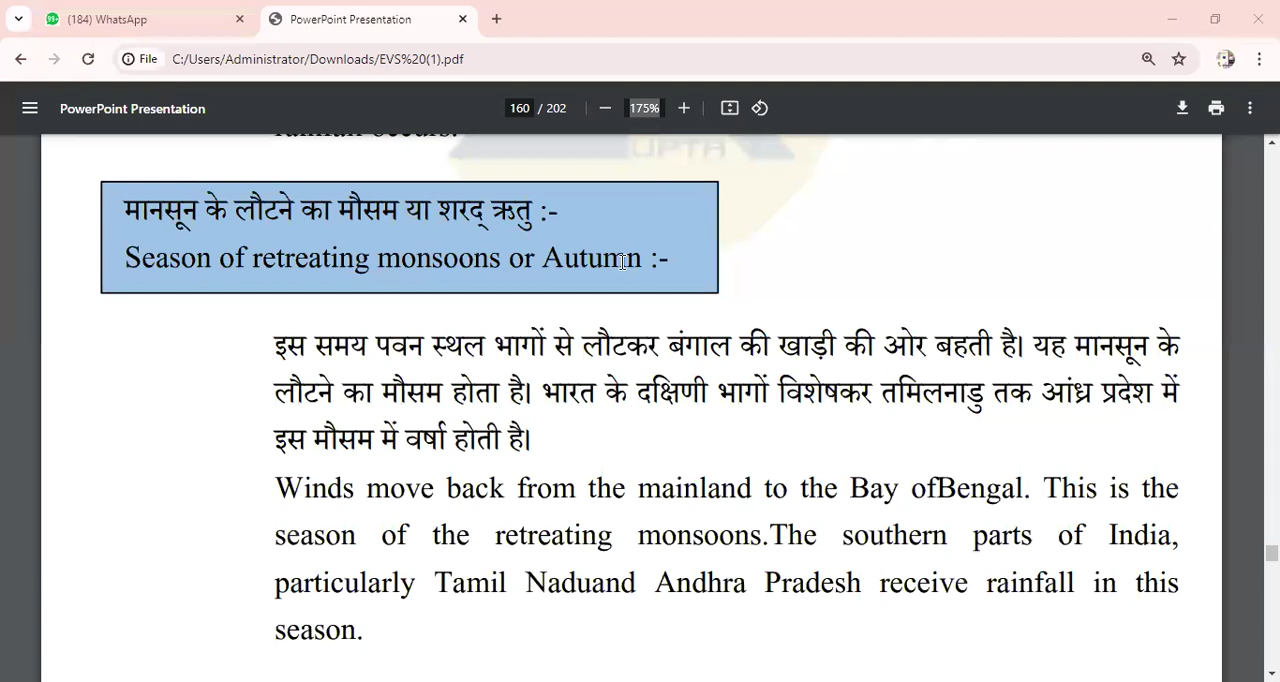 (184) WhatsApp
PowerPoint Presentation
File C:/Users/Administrator/Downloads/EVS%20(1).pdf
PowerPoint Presentation
160 / 202
175%
rainfall occurs.
UPTA
मानसून के लौटने का मौसम या शरद् ऋतु :-
Season of retreating monsoons or Autumn :-
इस समय पवन स्थल भागों से लौटकर बंगाल की खाड़ी की ओर बहती है। यह मानसून के
लौटने का मौसम होता है। भारत के दक्षिणी भागों विशेषकर तमिलनाडु तक आंध्र प्रदेश में
इस मौसम में वर्षा होती है।
Winds move back from the mainland to the Bay ofBengal. This is the
season of the retreating monsoons.The southern parts of India,
particularly Tamil Naduand Andhra Pradesh receive rainfall in this
season.